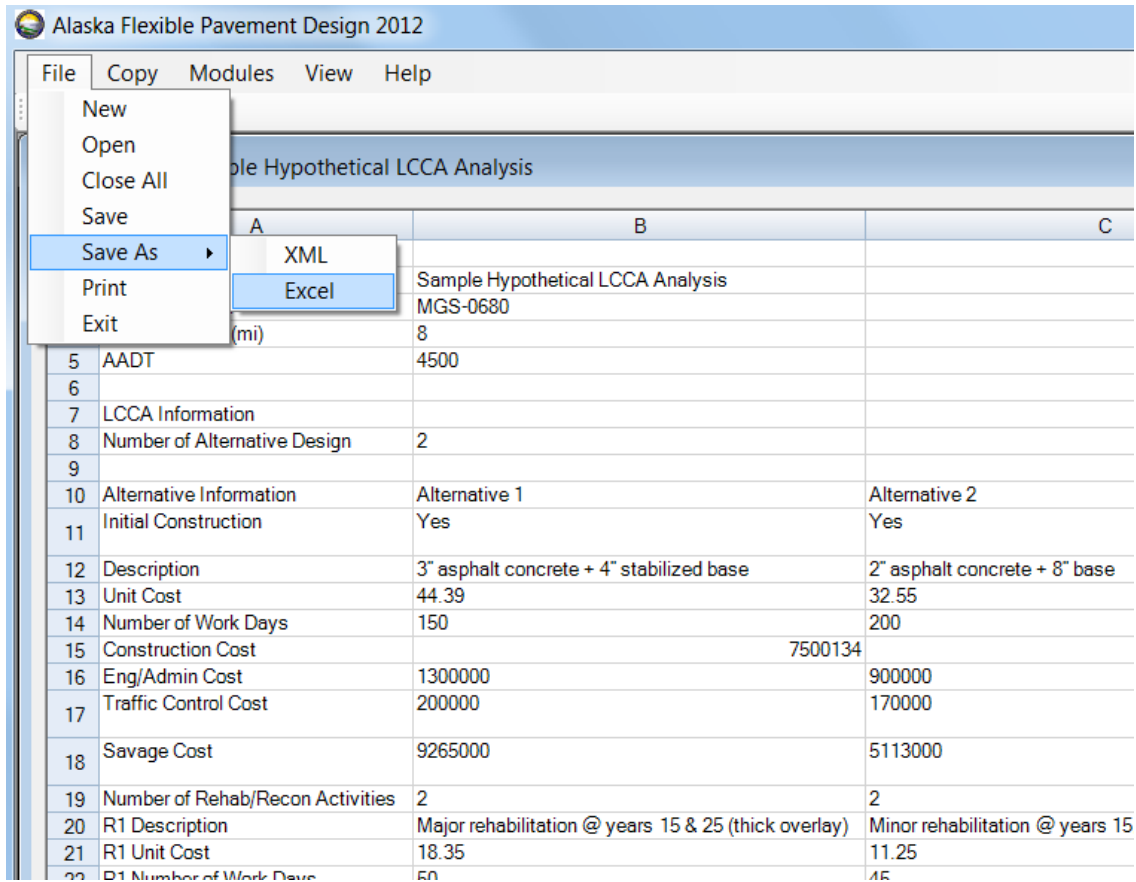 Alaska Flexible Pavement Design 2012
File Copy Modules View Help
New
Open
Close All
Save
Save As
Print
Exit
XML
Excel
Hypothetical LCCA Analysis
A B C
Sample Hypothetical LCCA Analysis
MGS-0680
(mi) 8
5 AADT 4500
6
7 LCCA Information
8 Number of Alternative Design 2
9
10 Alternative Information Alternative 1 Alternative 2
11 Initial Construction Yes Yes
12 Description 3" asphalt concrete + 4" stabilized base 2" asphalt concrete + 8" base
13 Unit Cost 44.39 32.55
14 Number of Work Days 150 200
15 Construction Cost 7500134
16 Eng/Admin Cost 1300000 900000
17 Traffic Control Cost 200000 170000
18 Savage Cost 9265000 5113000
19 Number of Rehab/Recon Activities 2 2
20 R1 Description Major rehabilitation @ years 15 & 25 (thick overlay) Minor rehabilitation @ years 15
21 R1 Unit Cost 18.35 11.25
22 R1 Number of Work Days 50 45